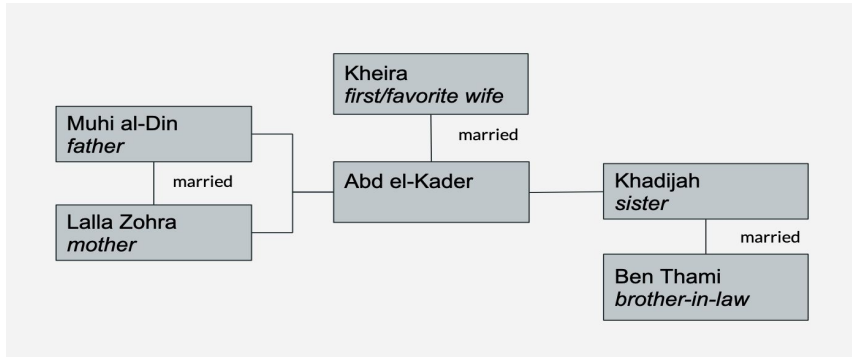 Kheira
first/favorite wife
married
Muhi al-Din
father
married
Lalla Zohra
mother
Abd el-Kader
Khadijah
sister
married
Ben Thami
brother-in-law